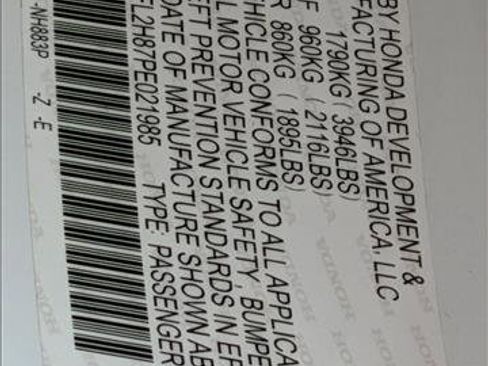 BY HONDA DEVELOPMENT &
FACTURING OF AMERICA, LLC
1790KG ( 3946LBS)
F 960KG ( 2116LBS)
R 860KG ( 1895LBS)
EHICLE CONFORMS TO ALL APPLICA
L MOTOR VEHICLE SAFETY, BUMPE
EFT PREVENTION STANDARDS IN EF
DATE OF MANUFACTURE SHOWN AB
FL2H87PE021985 TYPE PASSENGER
-NH883P -Z -E